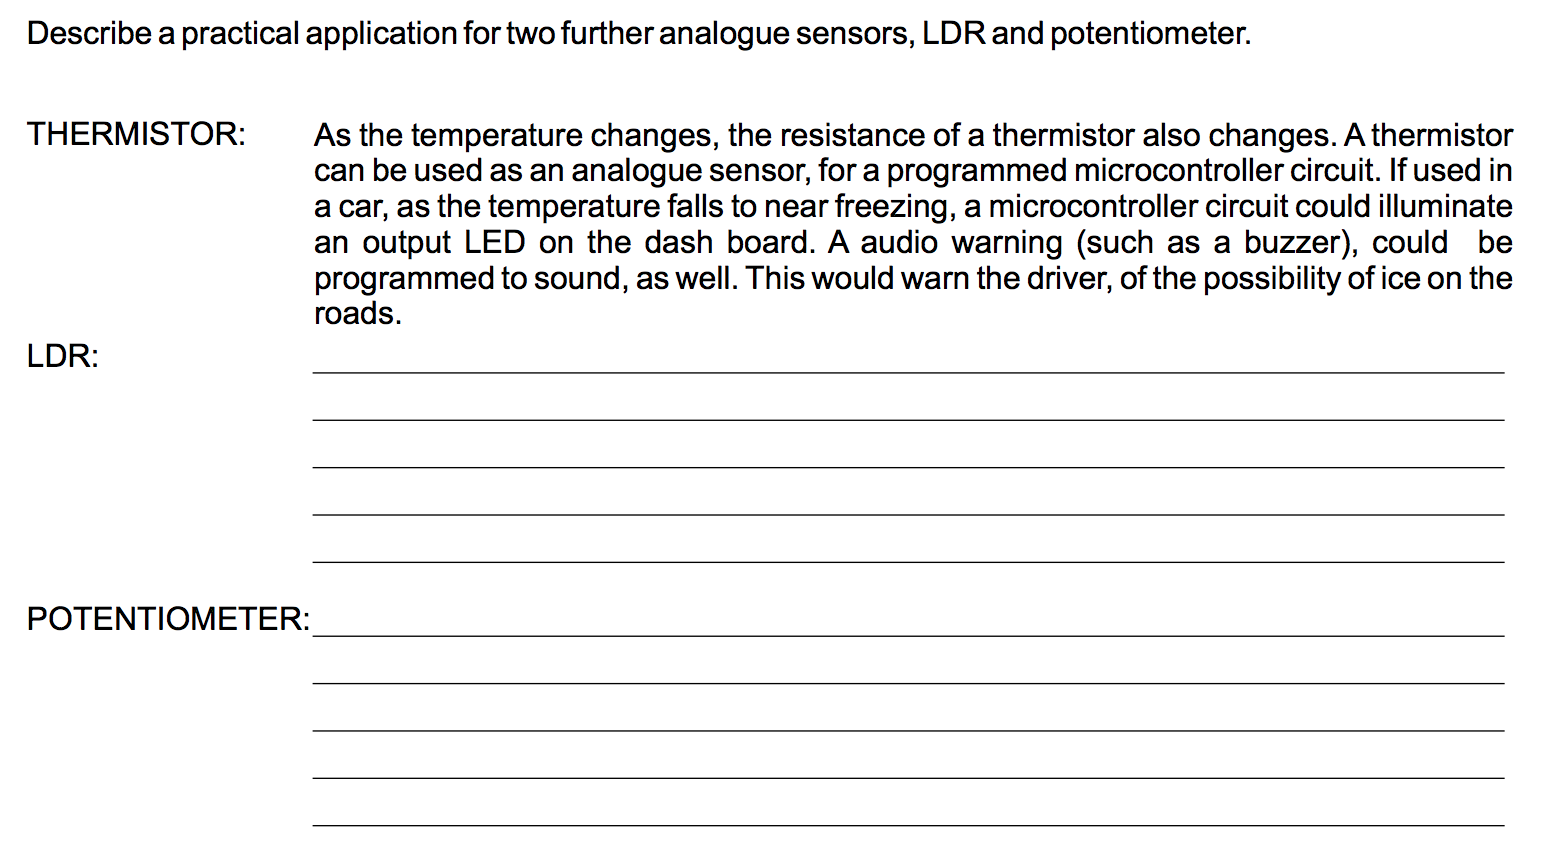 Describe a practical application for two further analogue sensors, LDR and potentiometer.
THERMISTOR: As the temperature changes, the resistance of a thermistor also changes. A thermistor
can be used as an analogue sensor, for a programmed microcontroller circuit. If used in
a car, as the temperature falls to near freezing, a microcontroller circuit could illuminate
an output LED on the dash board. A audio warning (such as a buzzer), could be
programmed to sound, as well. This would warn the driver, of the possibility of ice on the
roads.
LDR:
POTENTIOMETER: